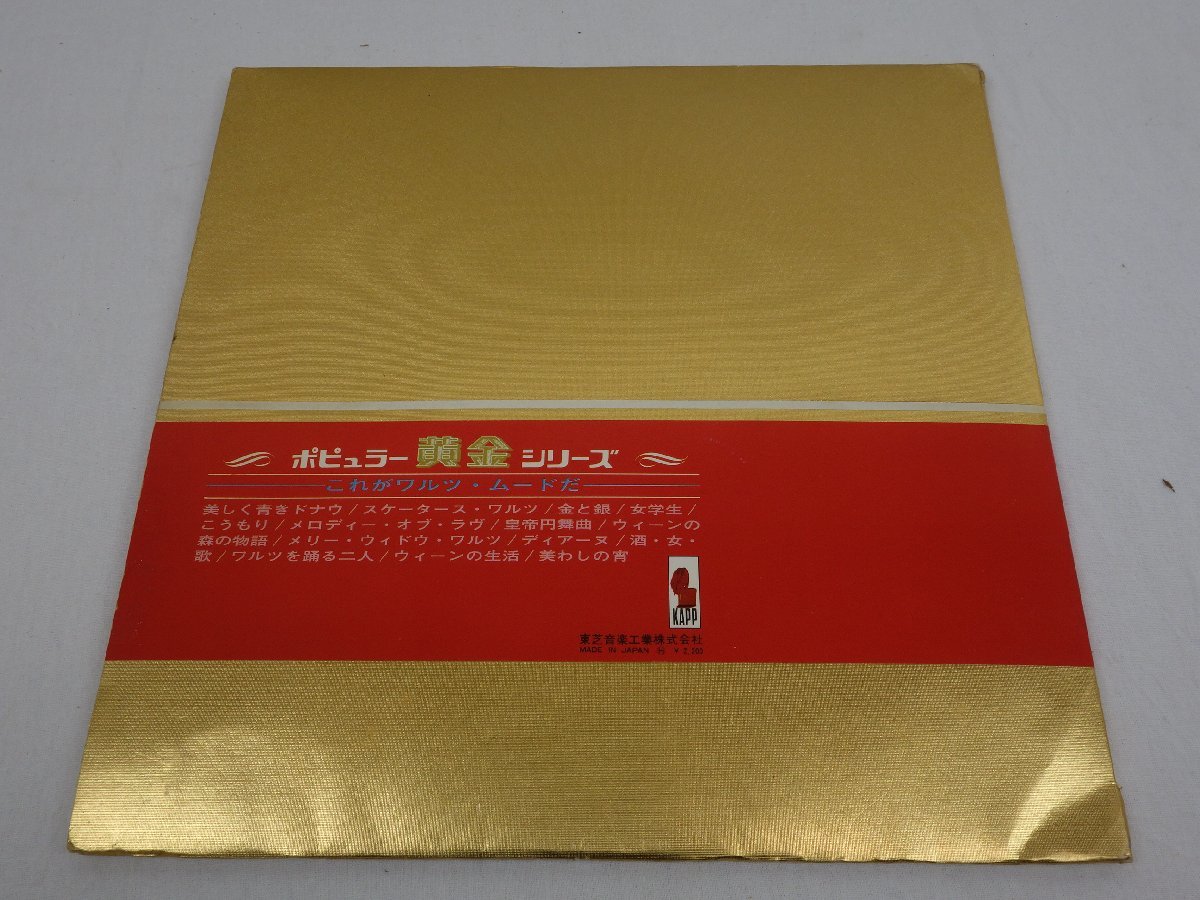 ポピュラー黄金シリーズ
これがワルツ・ムードだ
美しく青きドナウ/スケータース・ワルツ/金と銀/女学生/
こうもり/メロディー・オブ・ラヴ/皇帝円舞曲/ウィーンの
森の物語/メリー・ウィドウ・ワルツ/ディアーヌ/酒・女・
歌/ワルツを踊る二人/ウィーンの生活/美わしの宵
KAPP
東芝音楽工業株式会社
MADE IN JAPAN ¥2,000